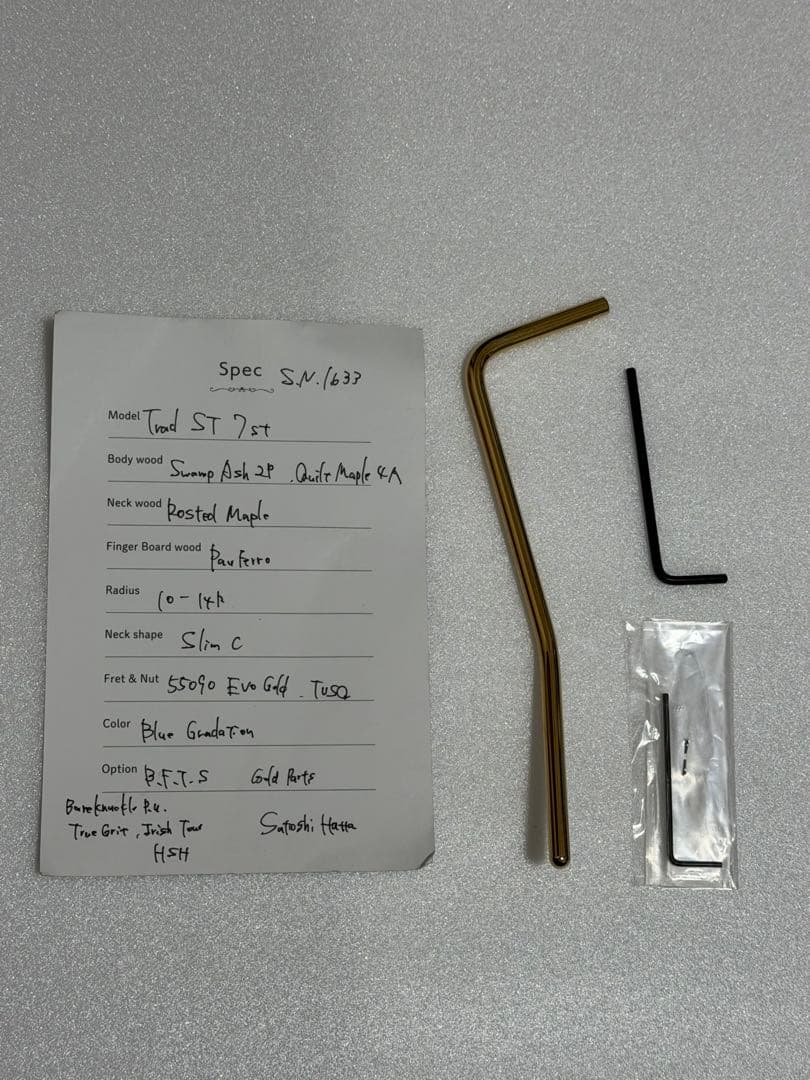 Spec S.N.1633
Model Trad ST 7st
Body wood Swamp Ash 2P . Quilt Maple 4A
Neck wood Rosted Maple
Finger Board wood Pau Ferro
Radius 10-14R
Neck shape Slim C
Fret & Nut 55090 Evo Gold . TUSQ
Color Blue Gradation
Option B.F.T.S Gold Parts
Bareknuckle P.U.
True Grit , Irish Tour Satoshi Hatta
HSH